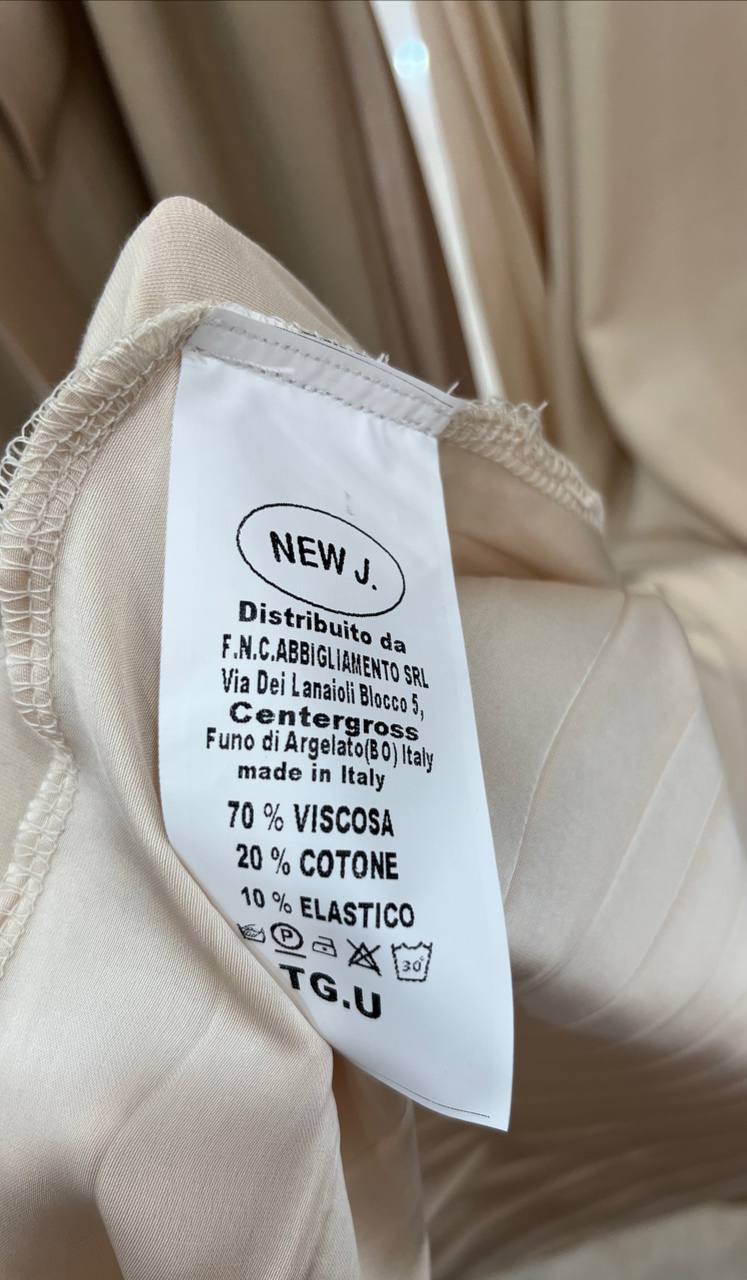 NEW J.
Distribuito da
F.N.C.ABBIGLIAMENTO SRL
Via Dei Lanaioli Blocco 5,
Centergross
Funo di Argelato(BO) Italy
made in Italy
70 % VISCOSA
20 % COTONE
10 % ELASTICO
P 30°
TG.U